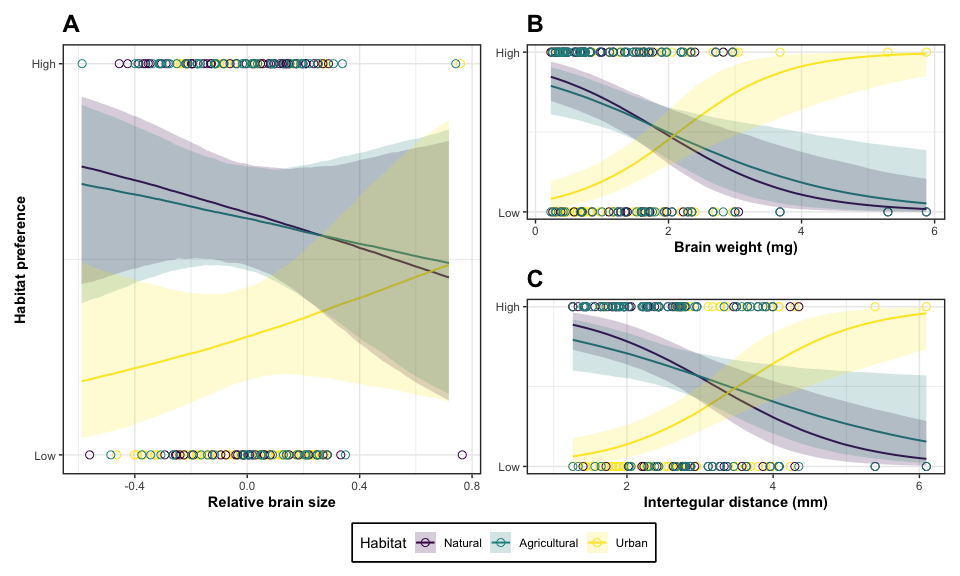 A
High
Low
Habitat preference
-0.4 0.0 0.4 0.8
Relative brain size
B
High
Low
0 2 4 6
Brain weight (mg)
C
High
Low
2 4 6
Intertegular distance (mm)
Habitat Natural Agricultural Urban